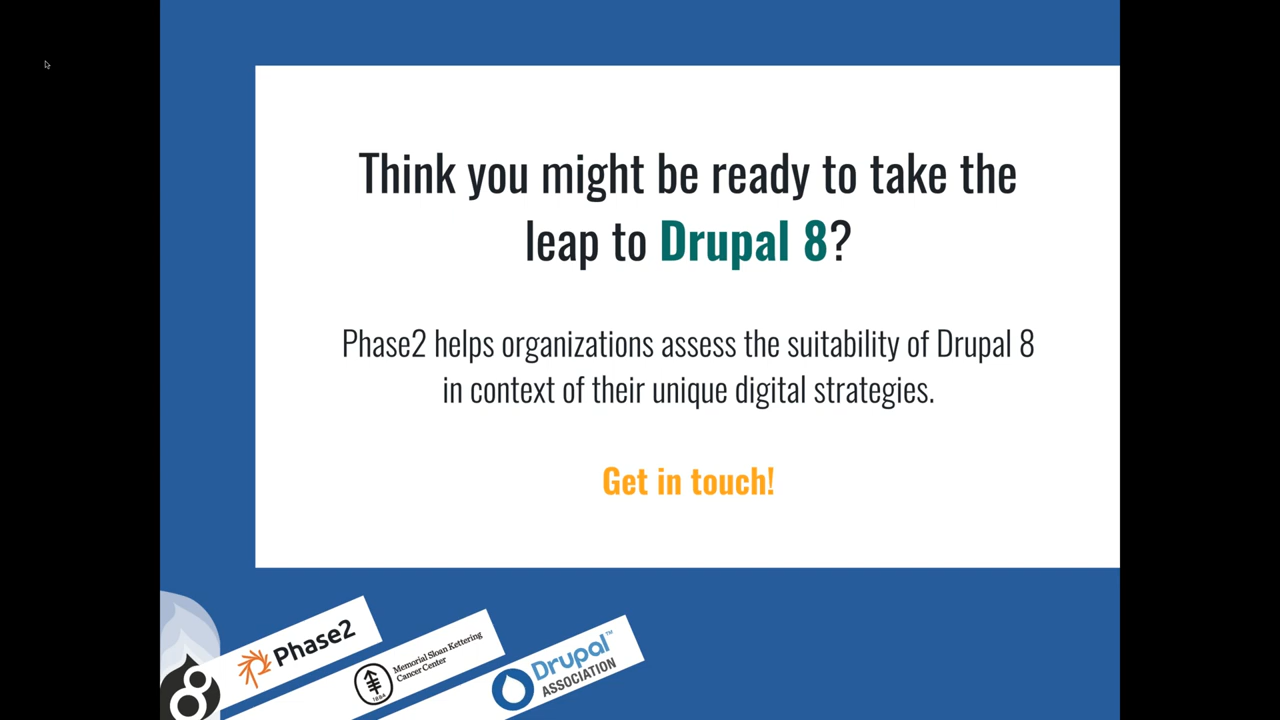 Think you might be ready to take the
leap to Drupal 8?
Phase2 helps organizations assess the suitability of Drupal 8
in context of their unique digital strategies.
Get in touch!
8
Phase2
Memorial Sloan Kettering
Cancer Center
1884
Drupal™
ASSOCIATION